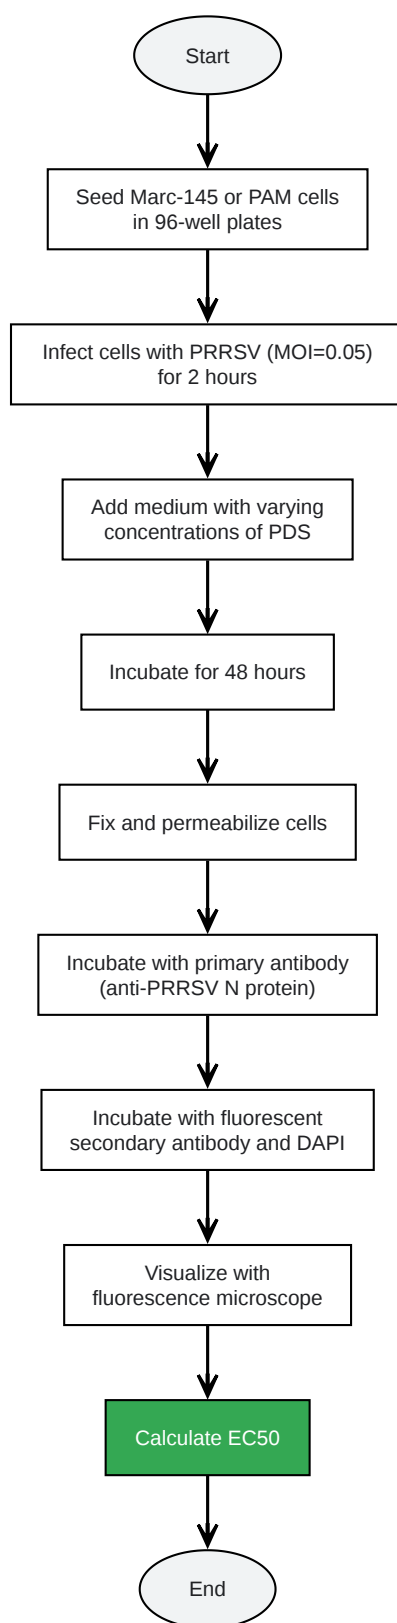 Start
Seed Marc-145 or PAM cells
in 96-well plates
Infect cells with PRRSV (MOI=0.05)
for 2 hours
Add medium with varying
concentrations of PDS
Incubate for 48 hours
Fix and permeabilize cells
Incubate with primary antibody
(anti-PRRSV N protein)
Incubate with fluorescent
secondary antibody and DAPI
Visualize with
fluorescence microscope
Calculate EC50
End